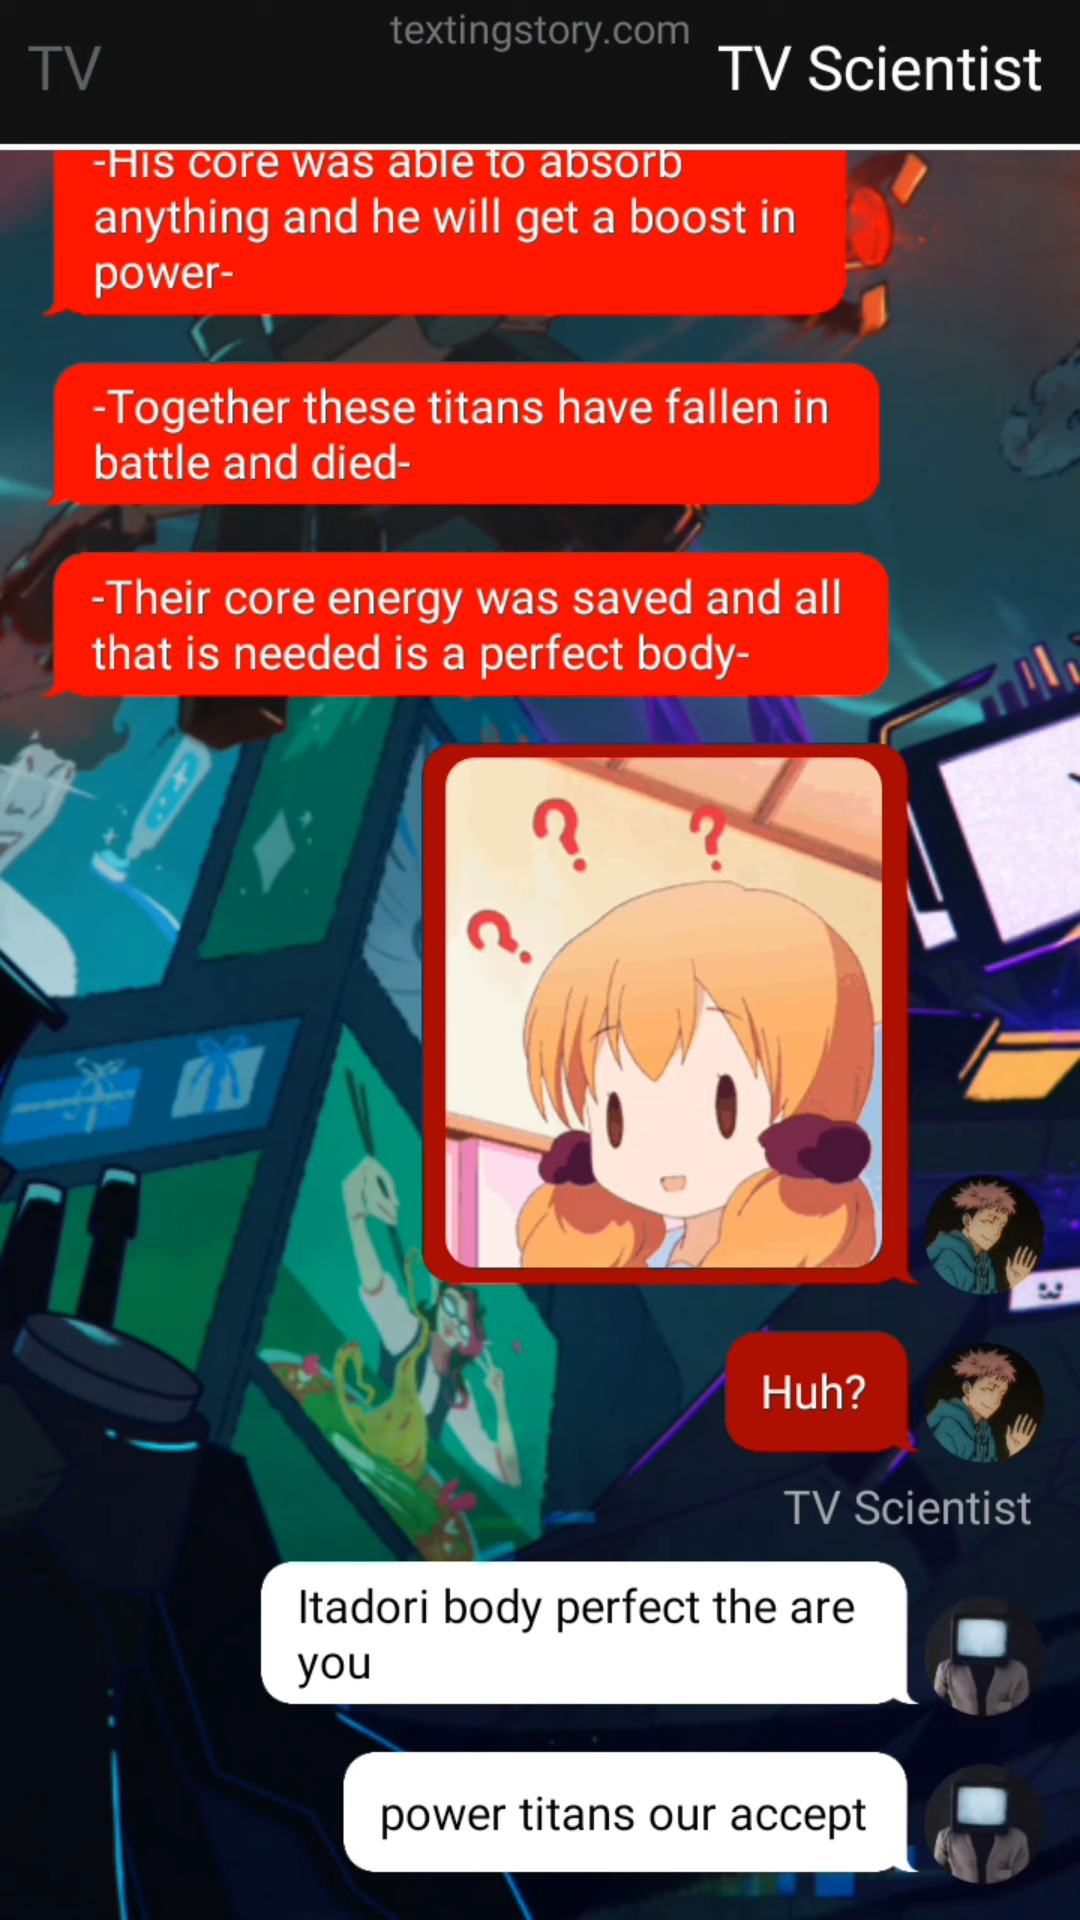 textingstory.com
TV
TV Scientist
-His core was able to absorb
anything and he will get a boost in
power-
-Together these titans have fallen in
battle and died-
-Their core energy was saved and all
that is needed is a perfect body-
? ?
?
Huh?
TV Scientist
Itadori body perfect the are
you
power titans our accept